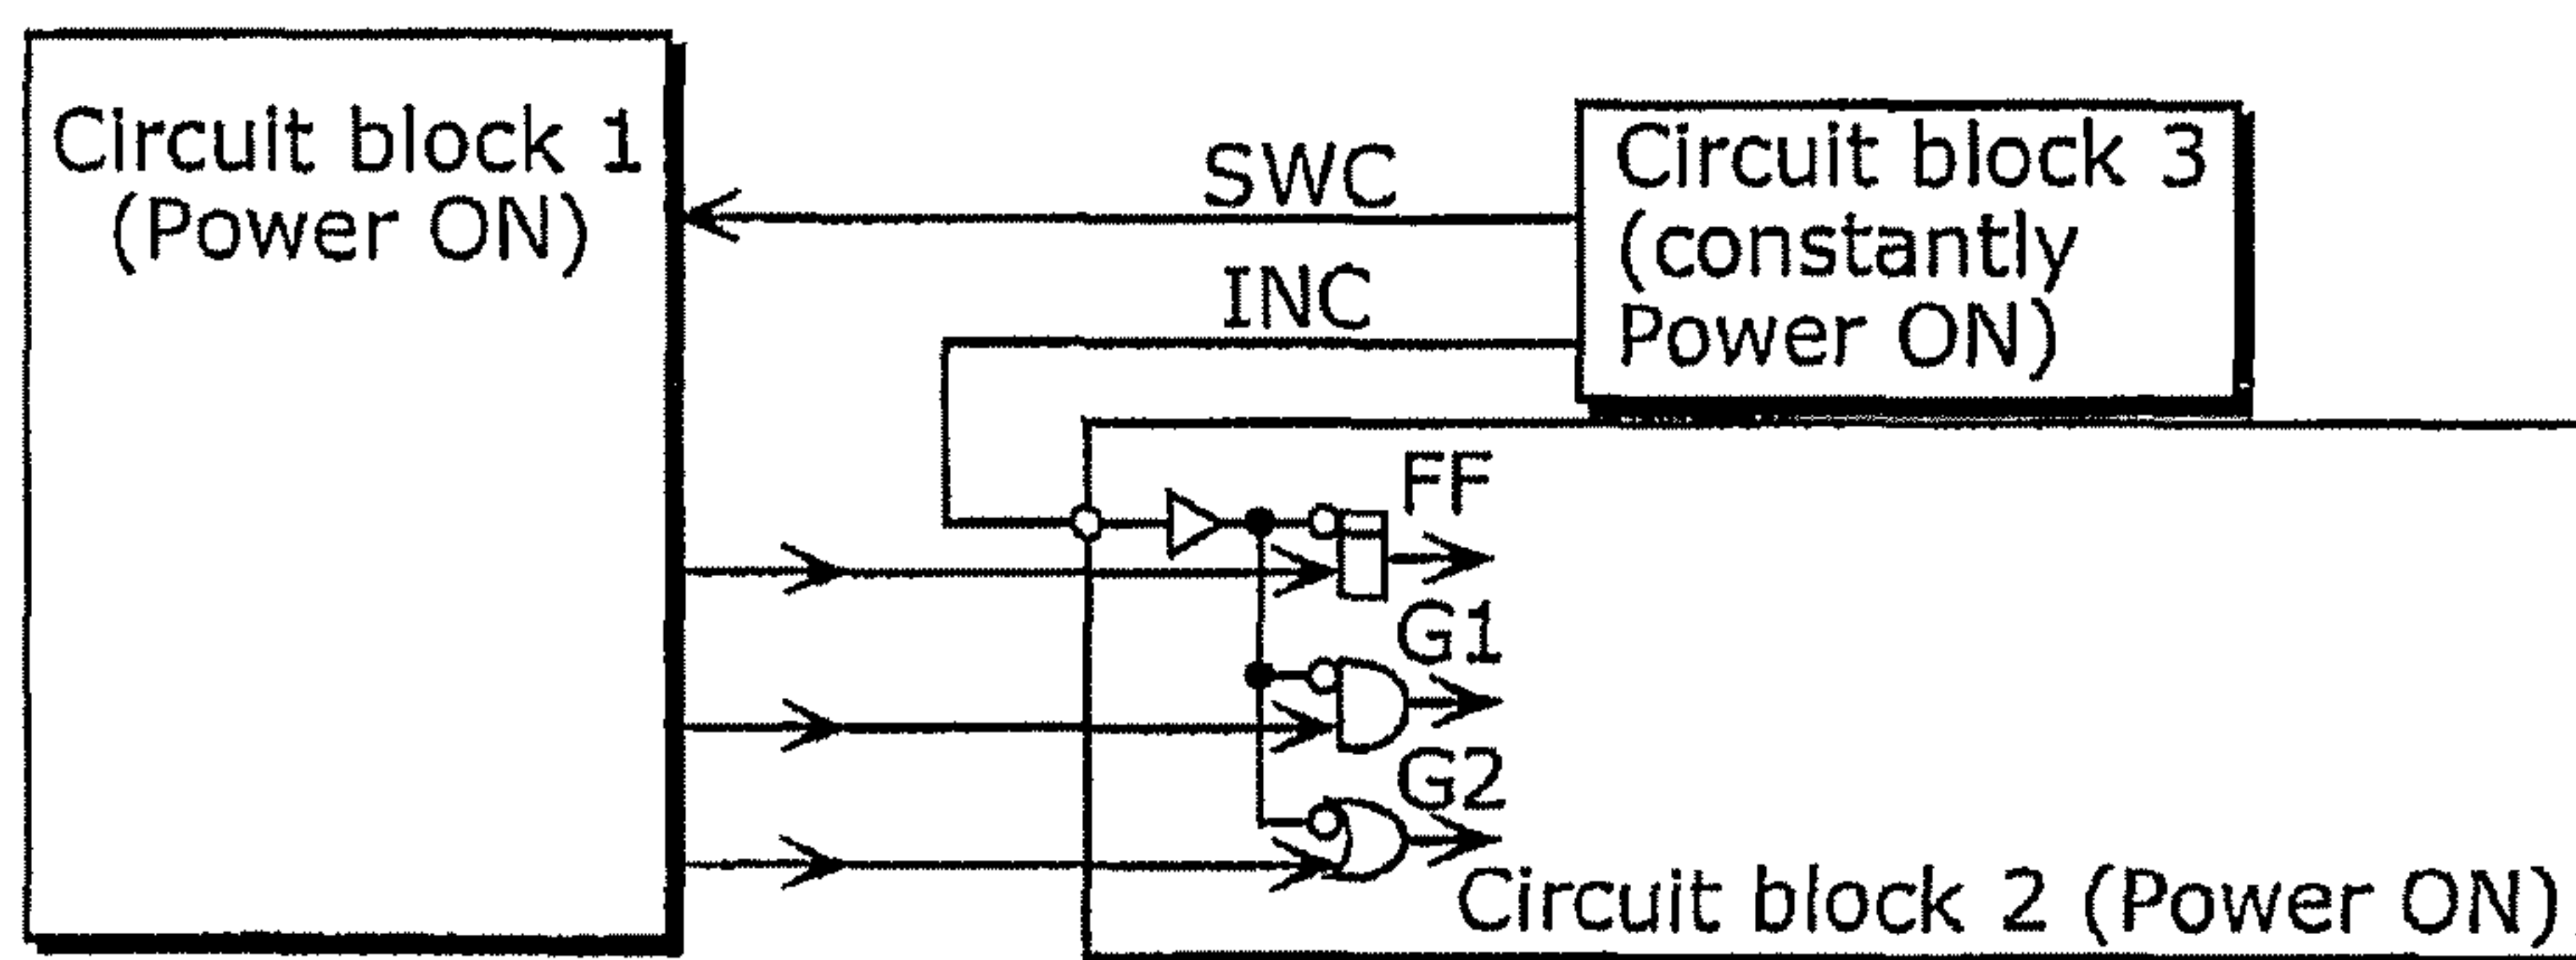 Circuit block 1
(Power ON)
SWC
INC
Circuit block 3
(constantly
Power ON)
FF
G1
G2
Circuit block 2 (Power ON)